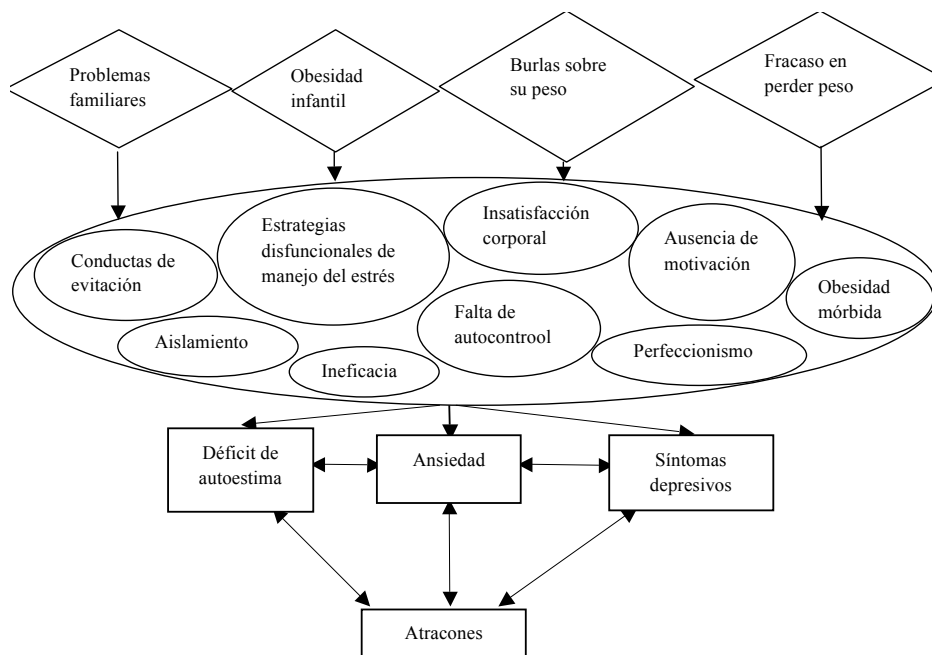 Problemas
familiares
Obesidad
infantil
Burlas sobre
su peso
Fracaso en
perder peso
Conductas de
evitación
Estrategias
disfuncionales de
manejo del estrés
Insatisfacción
corporal
Ausencia de
motivación
Obesidad
mórbida
Aislamiento
Ineficacia
Falta de
autocontrool
Perfeccionismo
Déficit de
autoestima
Ansiedad
Síntomas
depresivos
Atracones